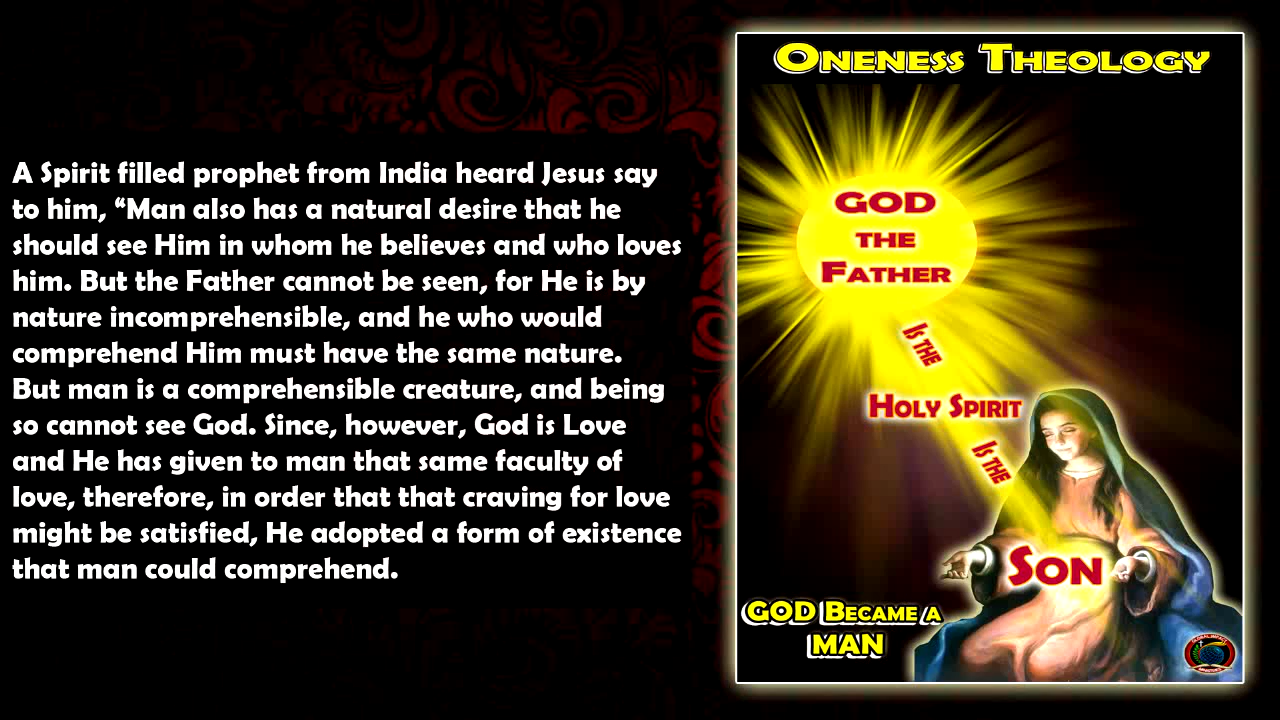 A Spirit filled prophet from India heard Jesus say
to him, “Man also has a natural desire that he
should see Him in whom he believes and who loves
him. But the Father cannot be seen, for He is by
nature incomprehensible, and he who would
comprehend Him must have the same nature.
But man is a comprehensible creature, and being
so cannot see God. Since, however, God is Love
and He has given to man that same faculty of
love, therefore, in order that that craving for love
might be satisfied, He adopted a form of existence
that man could comprehend.
ONENESS THEOLOGY
GOD
THE
FATHER
IS THE
HOLY SPIRIT
IS THE
SON
GOD BECAME A
MAN